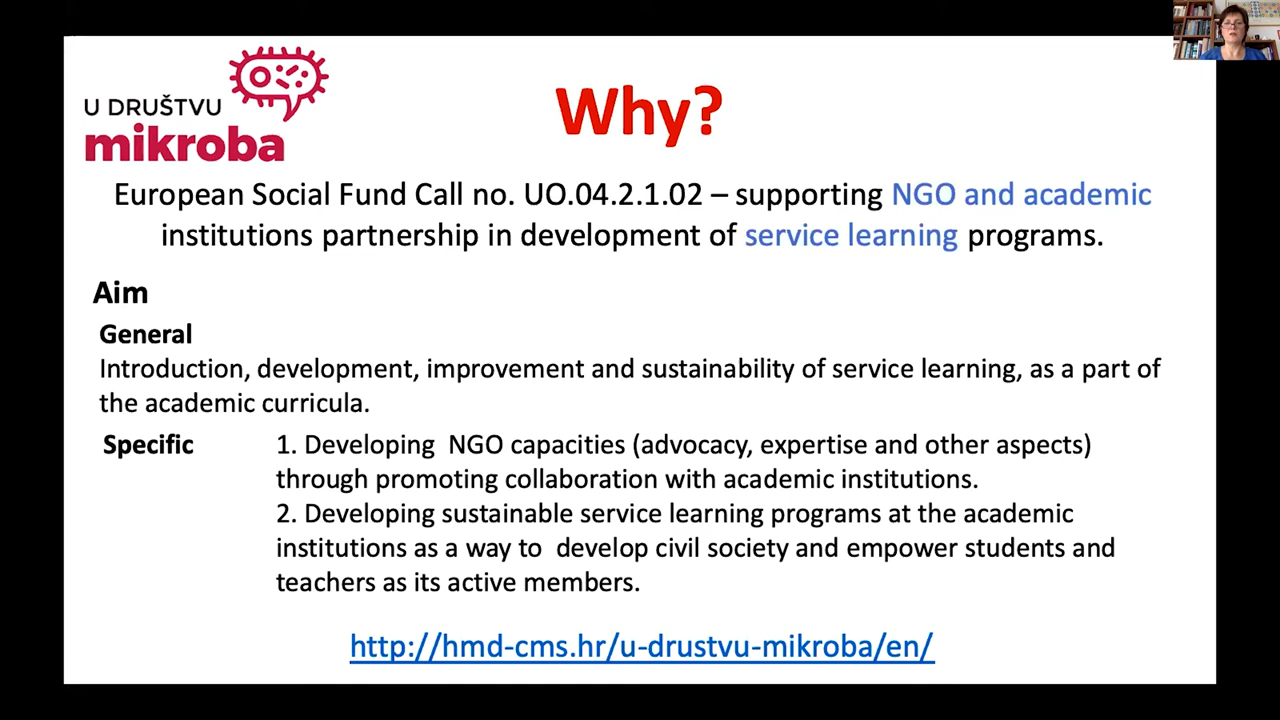 U DRUŠTVU
mikroba
Why?
European Social Fund Call no. UO.04.2.1.02 – supporting NGO and academic
institutions partnership in development of service learning programs.
Aim
General
Introduction, development, improvement and sustainability of service learning, as a part of
the academic curricula.
Specific
1. Developing  NGO capacities (advocacy, expertise and other aspects)
through promoting collaboration with academic institutions.
2. Developing sustainable service learning programs at the academic
institutions as a way to  develop civil society and empower students and
teachers as its active members.
http://hmd-cms.hr/u-drustvu-mikroba/en/